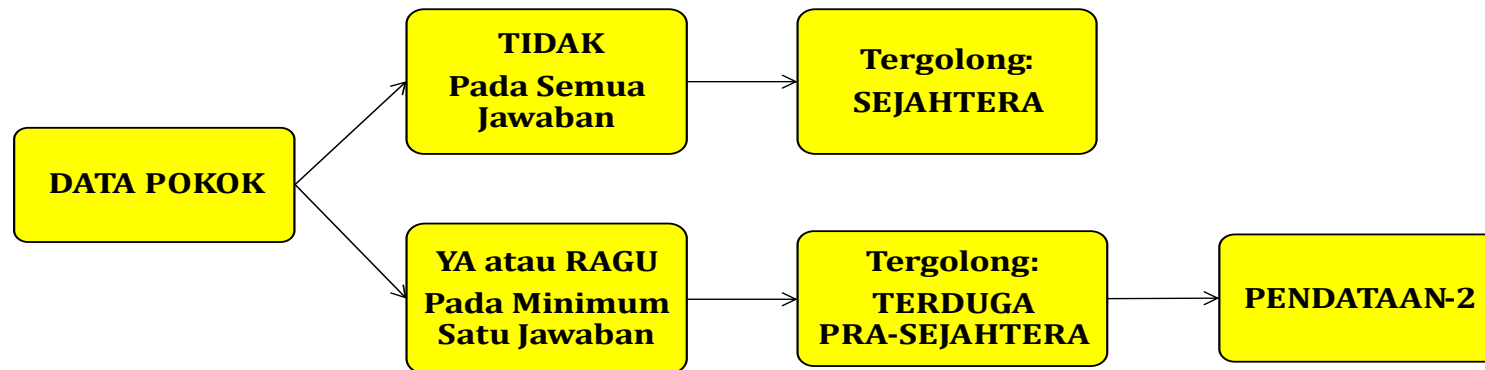 DATA POKOK
TIDAK
Pada Semua
Jawaban
Tergolong:
SEJAHTERA
YA atau RAGU
Pada Minimum
Satu Jawaban
Tergolong:
TERDUGA
PRA-SEJAHTERA
PENDATAAN-2